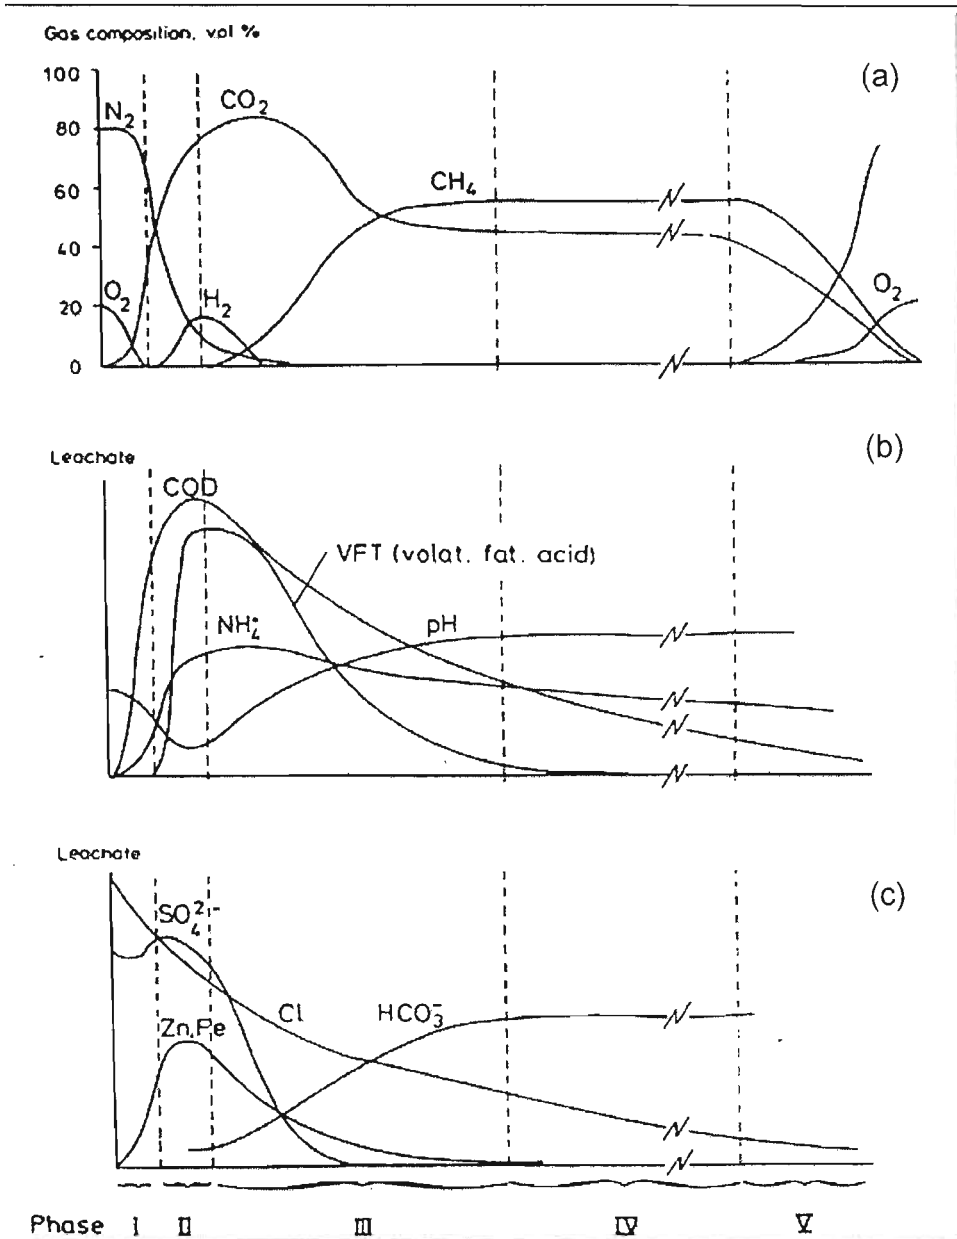 Gas composition, vol %
(a)
100
80
60
40
20
0
N₂
CO₂
CH₄
O₂
H₂
O₂
(b)
Leachate
COD
VFT (volat. fat. acid)
NH₄⁺
pH
Leachate
(c)
SO₄²⁻
Cl
HCO₃⁻
Zn, Fe
Phase I II III IV V